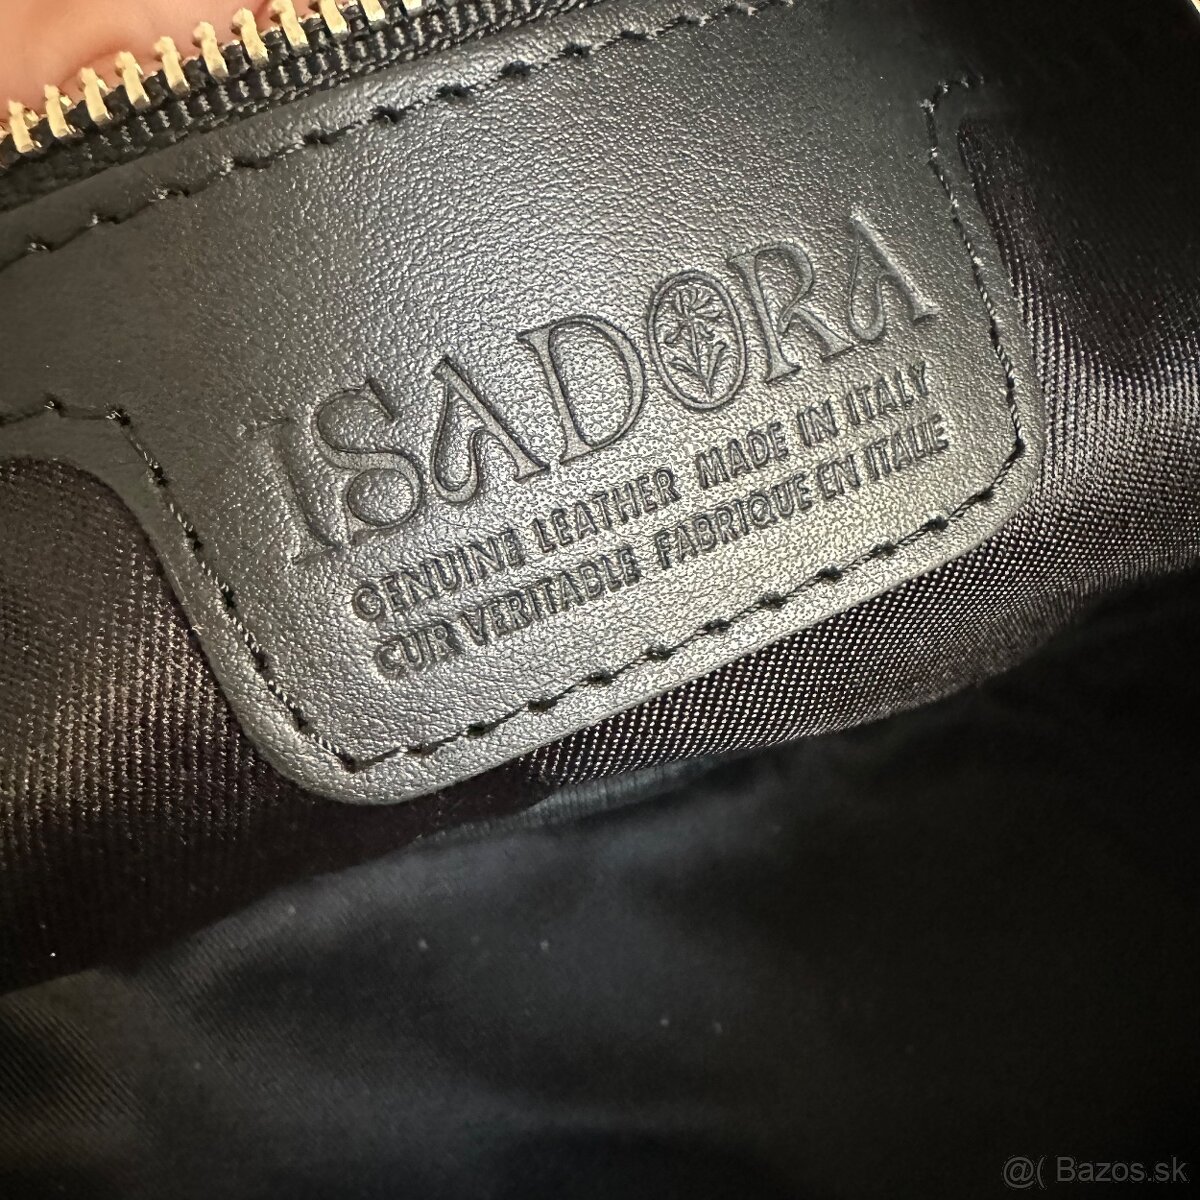 ISADORA
GENUINE LEATHER MADE IN ITALY
CUIR VERITABLE FABRIQUE EN ITALIE
@( Bazos.sk